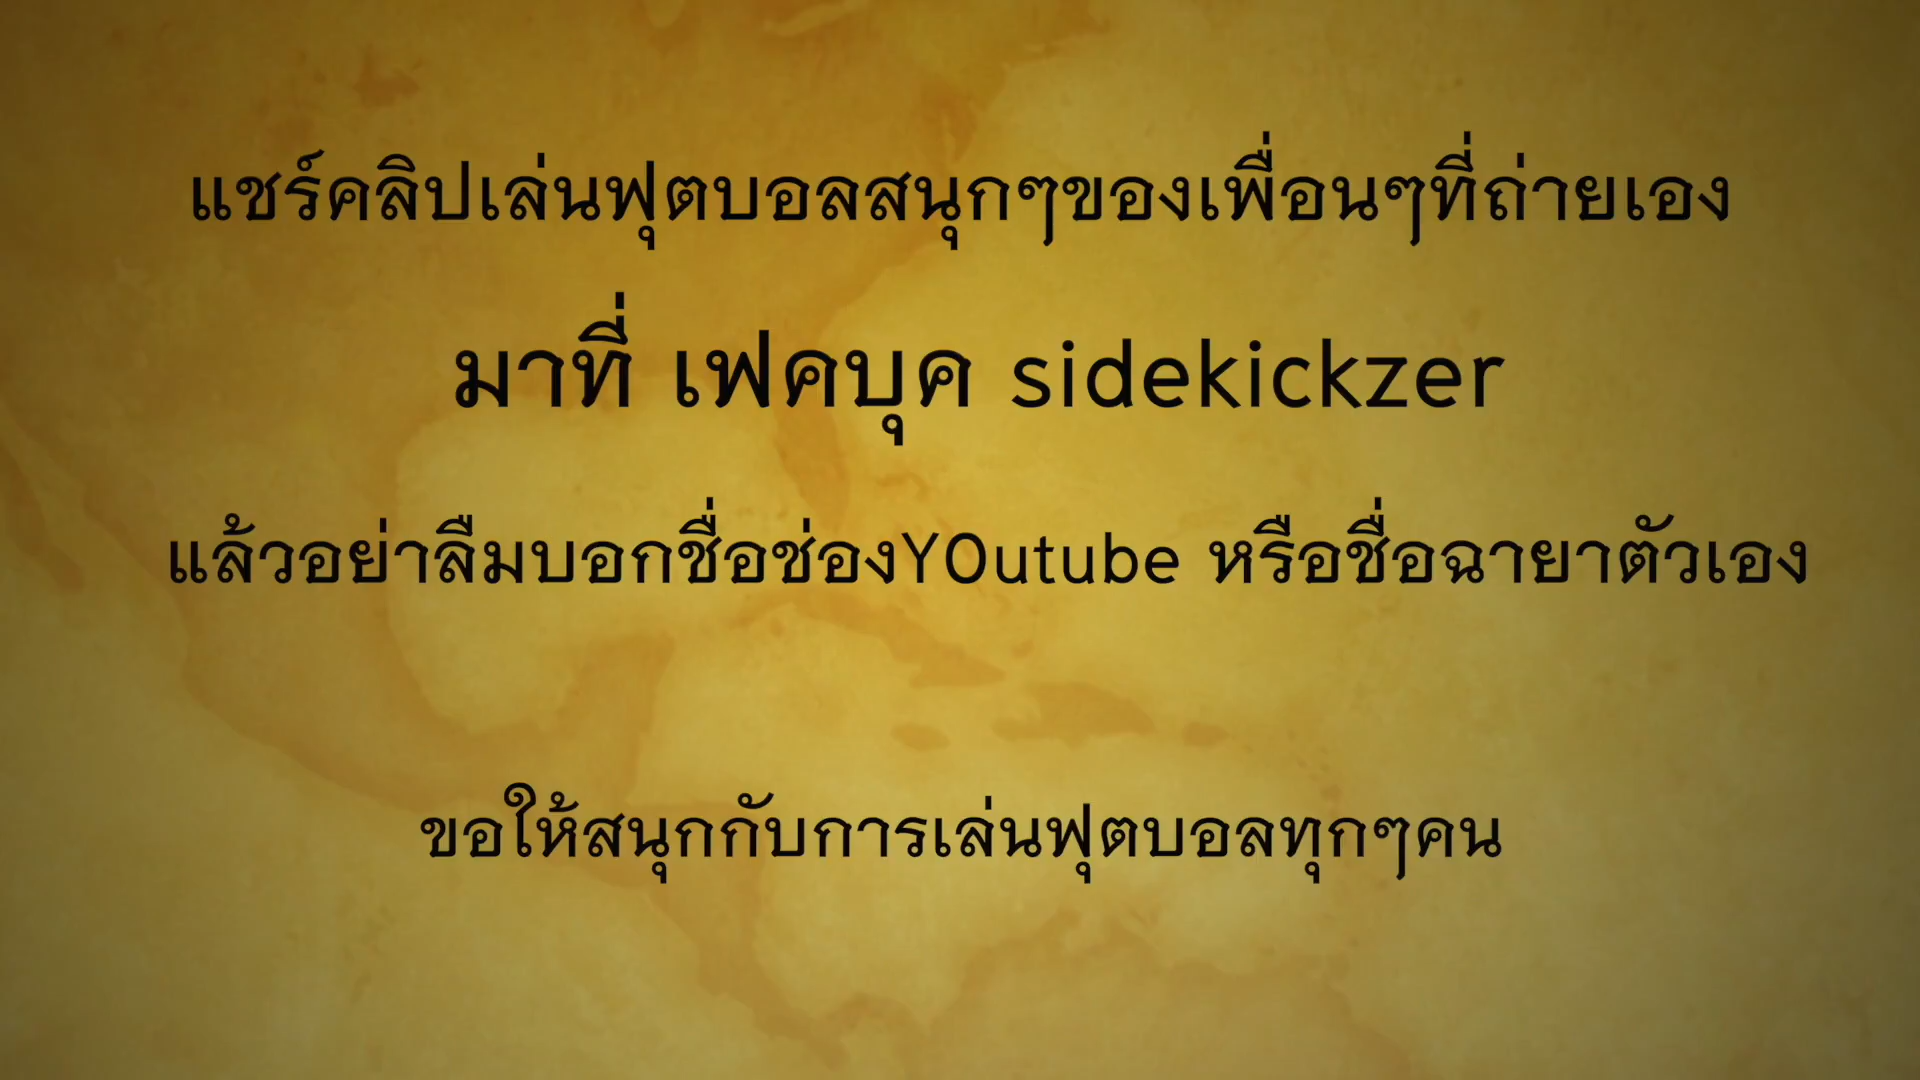 แชร์คลิปเล่นฟุตบอลสนุกๆของเพื่อนๆที่ถ่ายเอง
มาที่ เฟคบุค sidekickzer
แล้วอย่าลืมบอกชื่อช่องYOutube หรือชื่อฉายาตัวเอง
ขอให้สนุกกับการเล่นฟุตบอลทุกๆคน